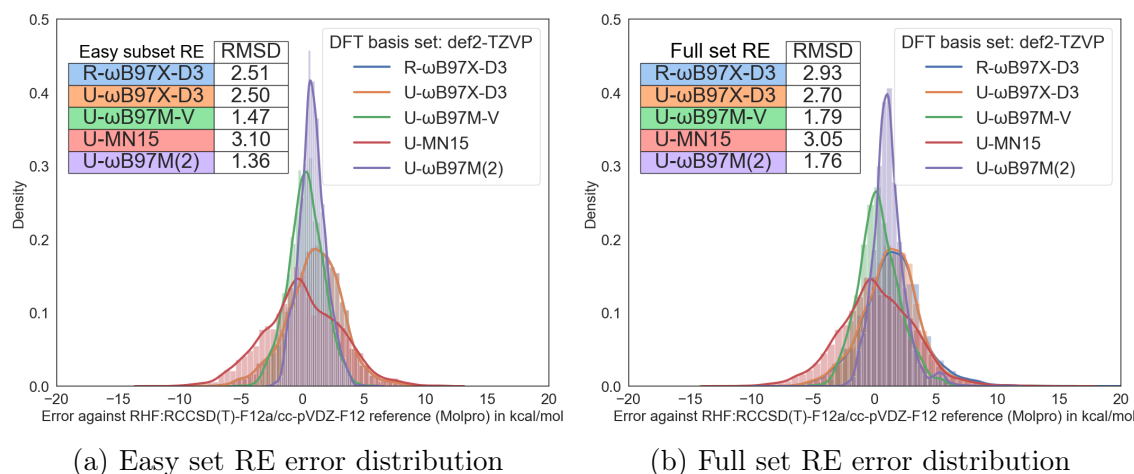 0.5
0.4
0.3
0.2
0.1
0.0
Density
Easy subset RE RMSD
R-ωB97X-D3 2.51
U-ωB97X-D3 2.50
U-ωB97M-V 1.47
U-MN15 3.10
U-ωB97M(2) 1.36
DFT basis set: def2-TZVP
R-ωB97X-D3
U-ωB97X-D3
U-ωB97M-V
U-MN15
U-ωB97M(2)
−20 −15 −10 −5 0 5 10 15 20
Error against RHF:RCCSD(T)-F12a/cc-pVDZ-F12 reference (Molpro) in kcal/mol
(a) Easy set RE error distribution
0.5
0.4
0.3
0.2
0.1
0.0
Density
Full set RE RMSD
R-ωB97X-D3 2.93
U-ωB97X-D3 2.70
U-ωB97M-V 1.79
U-MN15 3.05
U-ωB97M(2) 1.76
DFT basis set: def2-TZVP
R-ωB97X-D3
U-ωB97X-D3
U-ωB97M-V
U-MN15
U-ωB97M(2)
−20 −15 −10 −5 0 5 10 15 20
Error against RHF:RCCSD(T)-F12a/cc-pVDZ-F12 reference (Molpro) in kcal/mol
(b) Full set RE error distribution